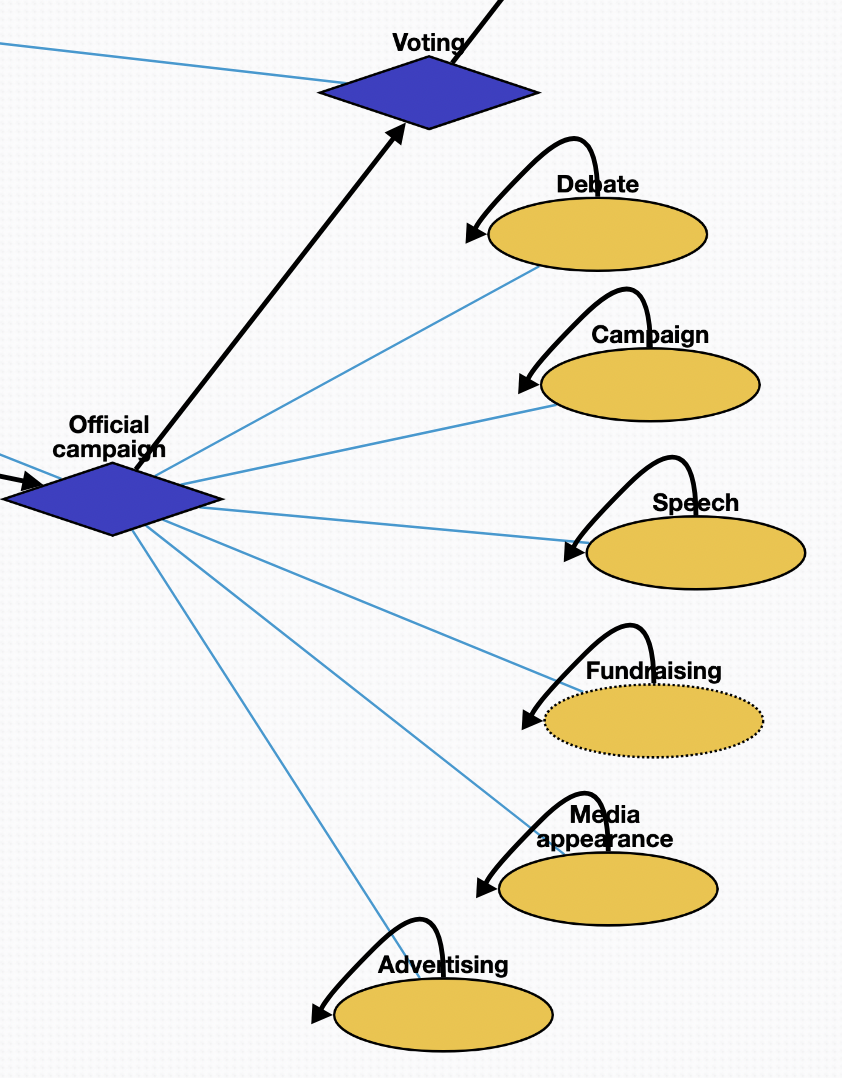 Voting
Debate
Campaign
Official
campaign
Speech
Fundraising
Media
appearance
Advertising